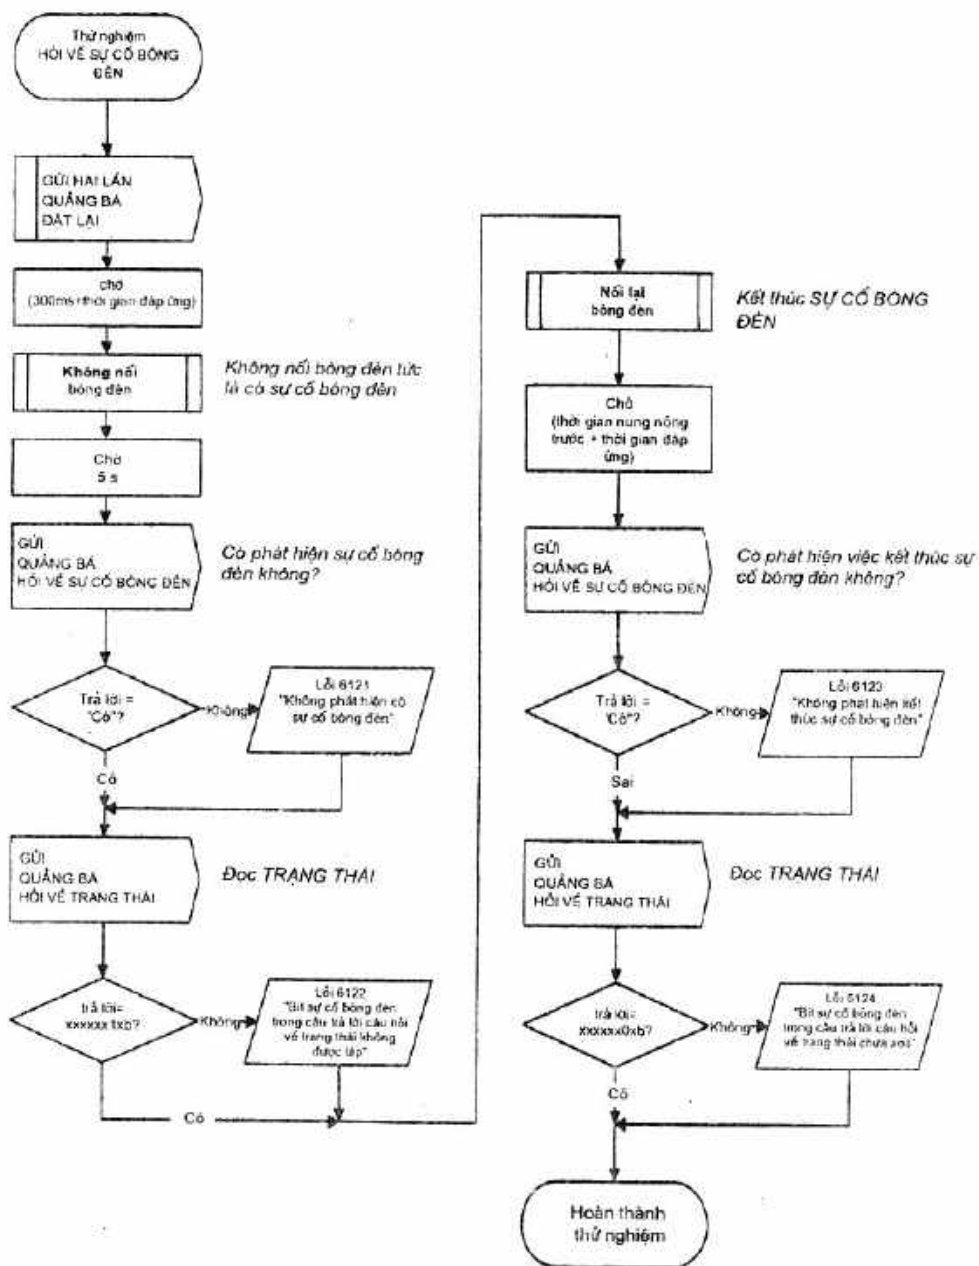 Thử nghiệm
HỎI VỀ SỰ CỐ BÓNG
ĐÈN
GỬI HAI LẦN
QUẢNG BÁ
ĐẶT LẠI
chờ
(300ms+thời gian đáp ứng)
Không nối
bóng đèn
Không nối bóng đèn tức
là có sự cố bóng đèn
Chờ
5 s
GỬI
QUẢNG BÁ
HỎI VỀ SỰ CỐ BÓNG ĐÈN
Có phát hiện sự cố bóng
đèn không?
Trả lời =
"Có"?
Không
Lỗi 6121
"Không phát hiện có
sự cố bóng đèn"
Có
GỬI
QUẢNG BÁ
HỎI VỀ TRẠNG THÁI
Đọc TRẠNG THÁI
trả lời=
xxxxxx1xb?
Không
Lỗi 6122
"Bit sự cố bóng đèn
trong câu trả lời câu hỏi
về trạng thái không
được lập"
Có
Nối lại
bóng đèn
Kết thúc SỰ CỐ BÓNG
ĐÈN
Chờ
(thời gian nung nóng
trước + thời gian đáp
ứng)
GỬI
QUẢNG BÁ
HỎI VỀ SỰ CỐ BÓNG ĐÈN
Có phát hiện việc kết thúc sự
cố bóng đèn không?
Trả lời =
'Có'?
Không
Lỗi 6123
"Không phát hiện kết
thúc sự cố bóng đèn"
Sai
GỬI
QUẢNG BÁ
HỎI VỀ TRẠNG THÁI
Đọc TRẠNG THÁI
trả lời=
xxxxxx0xb?
Không
Lỗi 6124
"Bit sự cố bóng đèn
trong câu trả lời câu hỏi
về trạng thái chưa xoá"
Có
Hoàn thành
thử nghiệm